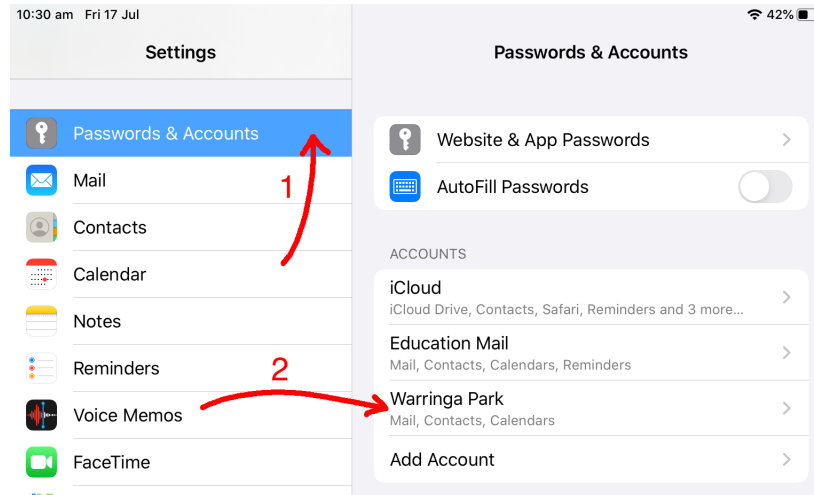 10:30 am Fri 17 Jul
42%
Settings
Passwords & Accounts
Passwords & Accounts
Mail
Contacts
Calendar
Notes
Reminders
Voice Memos
FaceTime
1
2
Website & App Passwords
AutoFill Passwords
ACCOUNTS
iCloud
iCloud Drive, Contacts, Safari, Reminders and 3 more...
Education Mail
Mail, Contacts, Calendars, Reminders
Warringa Park
Mail, Contacts, Calendars
Add Account